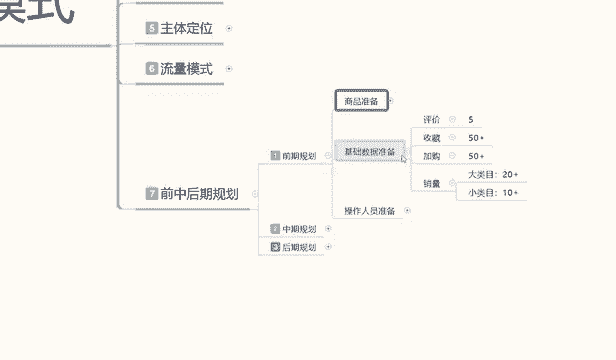 模式
5 主体定位
6 流量模式
7 前中后期规划
1 前期规划
商品准备
基础数据准备
评价 5
收藏 50+
加购 50+
销量
大类目：20+
小类目：10+
操作人员准备
2 中期规划
3 后期规划